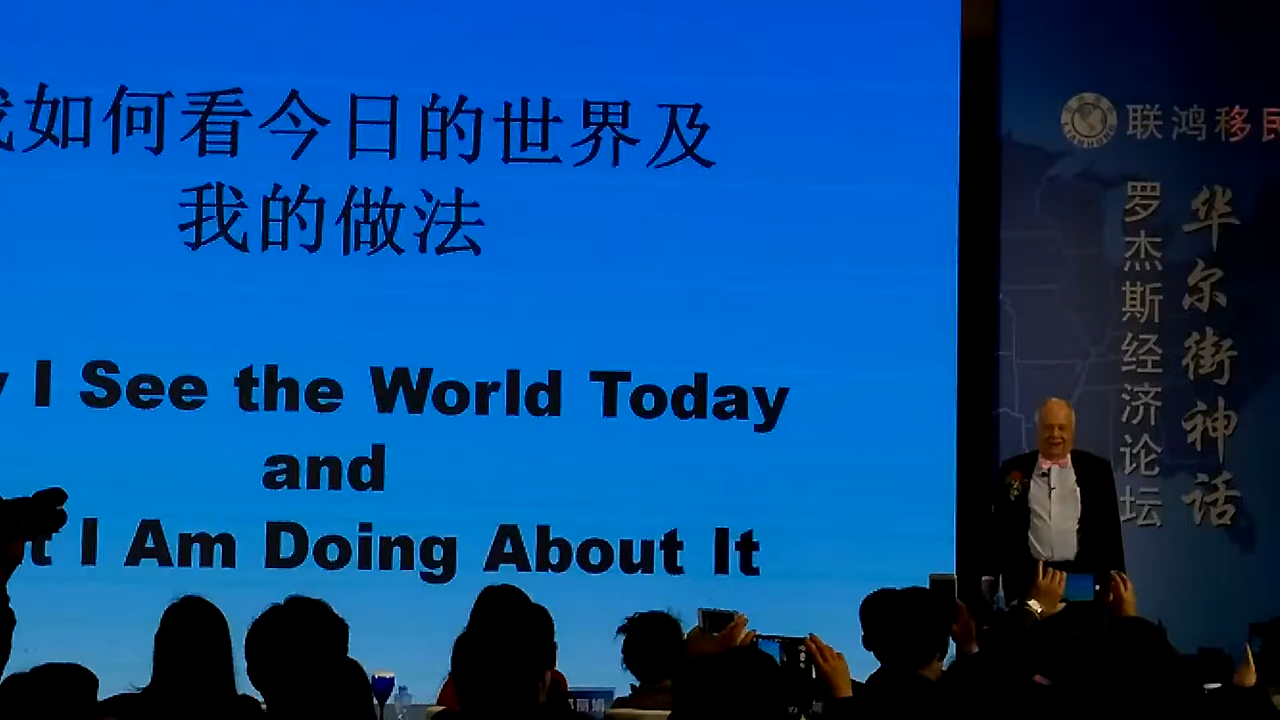 我如何看今日的世界及
我的做法
I See the World Today
and
I Am Doing About It
联鸿移民
华尔街神话
罗杰斯经济论坛